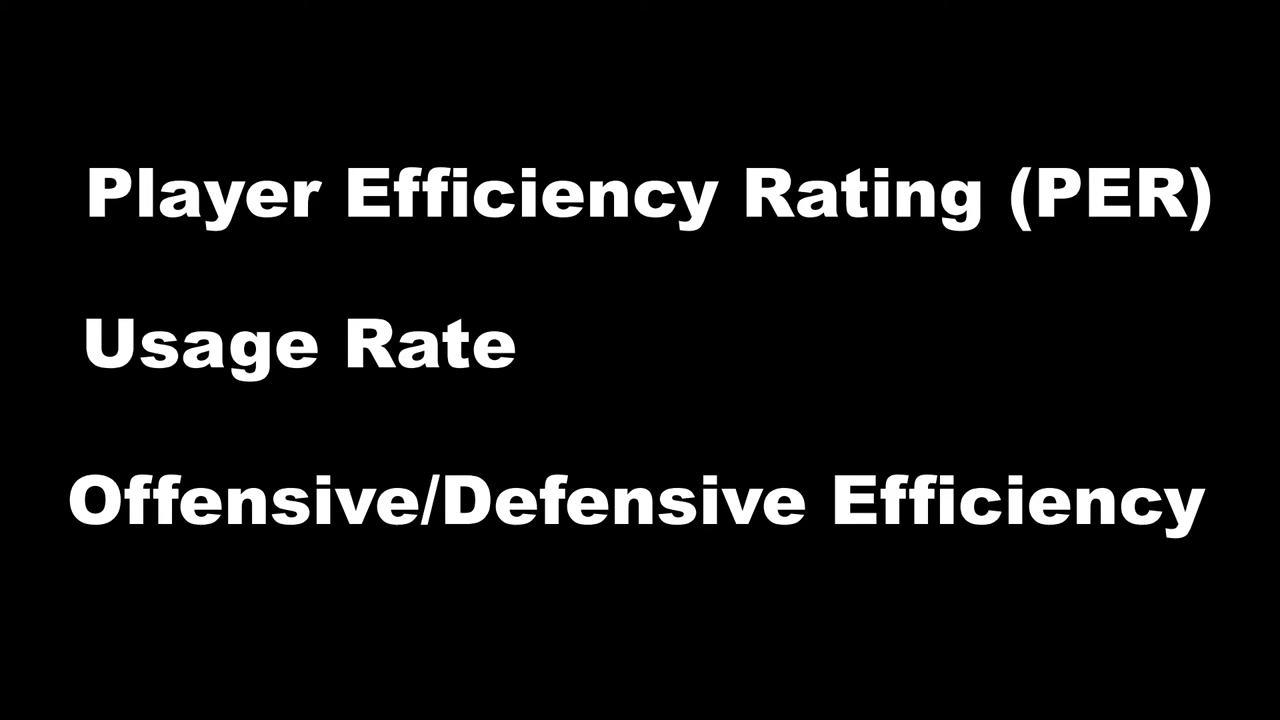 Player Efficiency Rating (PER)
Usage Rate
Offensive/Defensive Efficiency